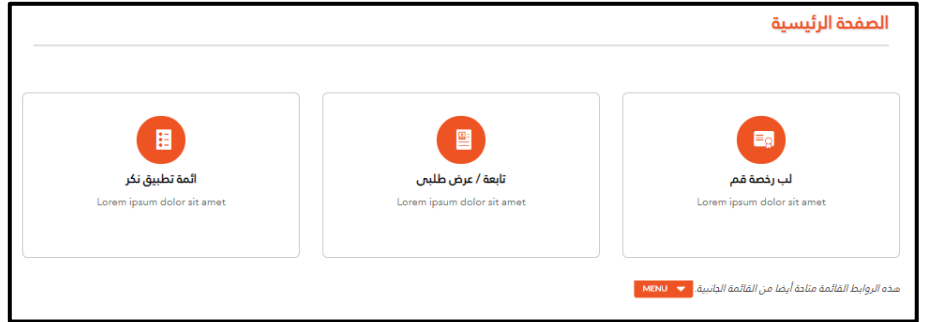 الصفحة الرئيسية
لب رخصة قم
Lorem ipsum dolor sit amet
تابعة / عرض طلبى
Lorem ipsum dolor sit amet
ائمة تطبيق نكر
Lorem ipsum dolor sit amet
هذه الروابط القائمة متاحة أيضا من القائمة الجانبية. MENU